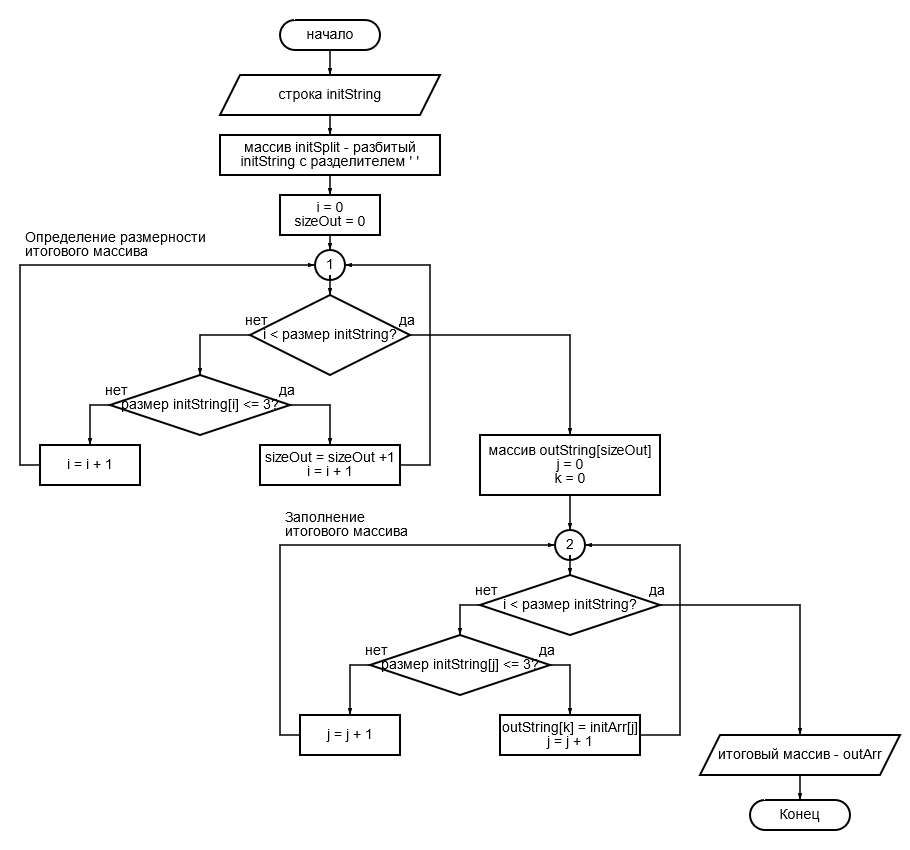 начало
строка initString
массив initSplit - разбитый
initString с разделителем ' '
i = 0
sizeOut = 0
Определение размерности
итогового массива
1
нет
да
i < размер initString?
нет
да
размер initString[i] <= 3?
i = i + 1
sizeOut = sizeOut +1
i = i + 1
массив outString[sizeOut]
j = 0
k = 0
Заполнение
итогового массива
2
нет
да
i < размер initString?
нет
да
размер initString[j] <= 3?
j = j + 1
outString[k] = initArr[j]
j = j + 1
итоговый массив - outArr
Конец